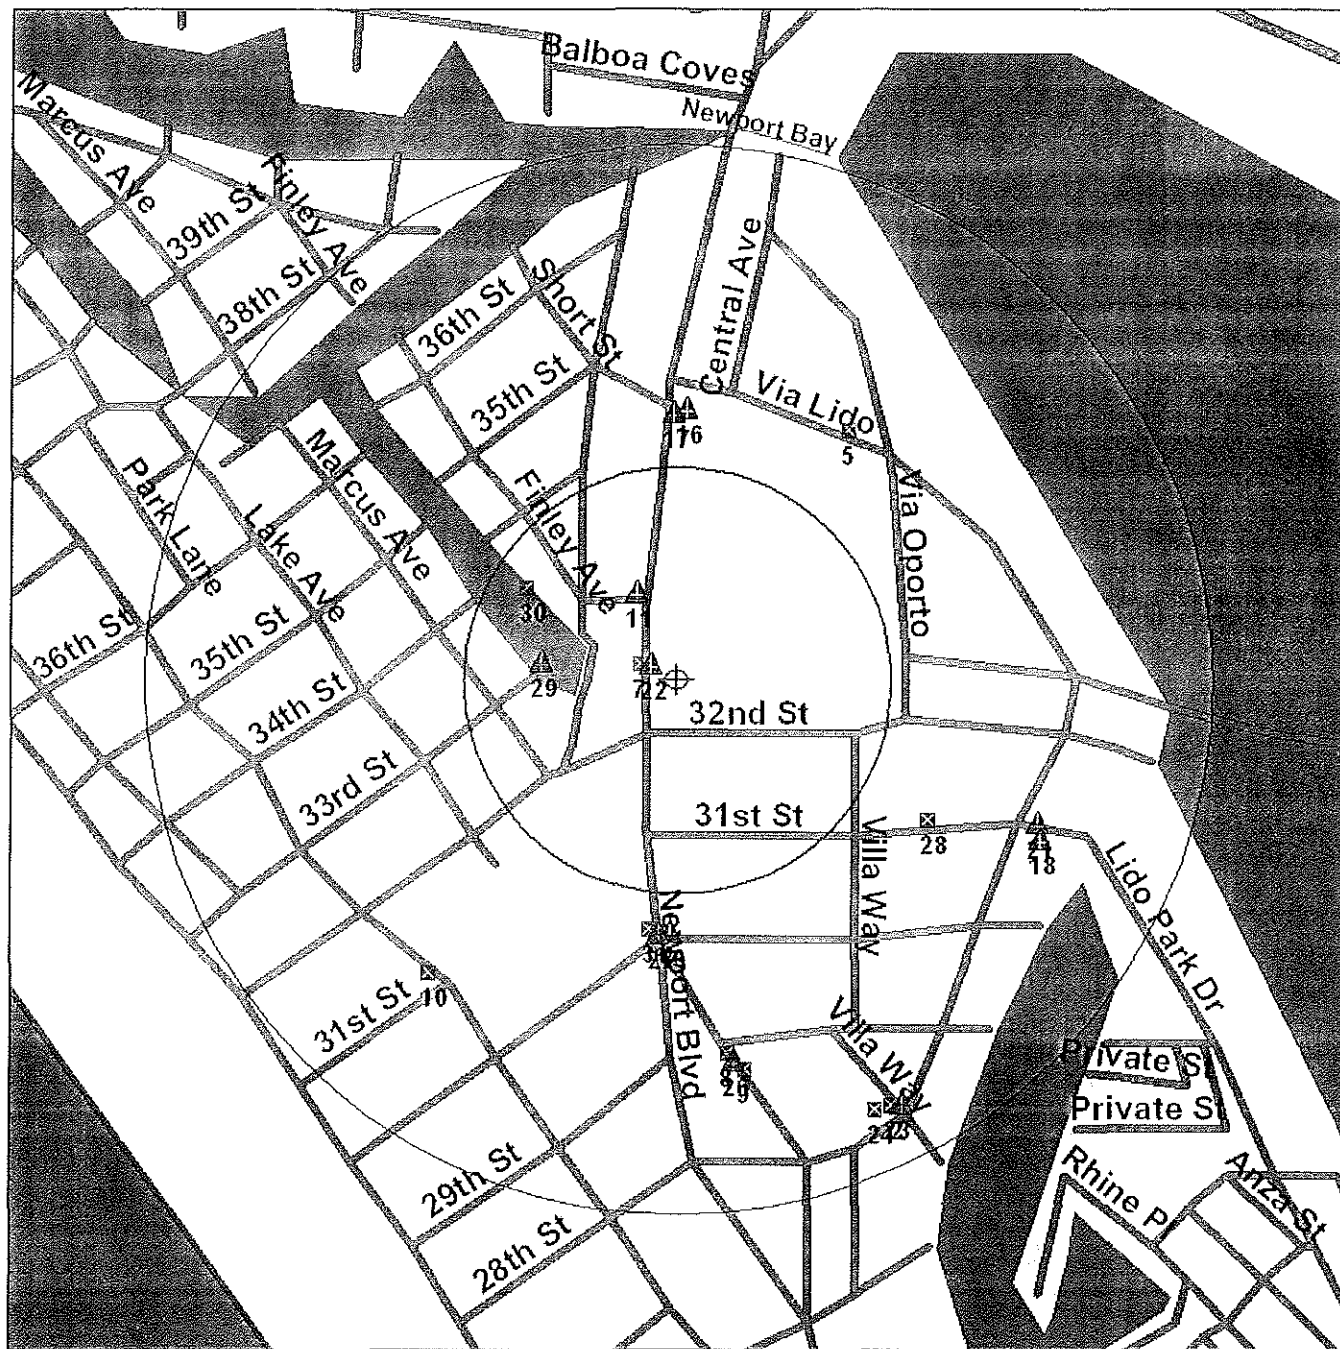 Balboa Coves
Newport Bay
Marcus Ave
Finley Ave
39th St
38th St
Central Ave
Short St
36th St
35th St
Via Lido
16
17
5
Park Lane
Lake Ave
Marcus Ave
Finley Ave
Via Oporto
30
11
36th St
35th St
34th St
33rd St
29
7
22
32nd St
31st St
28
18
Villa Way
Lido Park Dr
Newport Blvd
31st St
10
Villa Way
9
24
23
Private St
Private St
29th St
28th St
Rhine Pl
Anza St